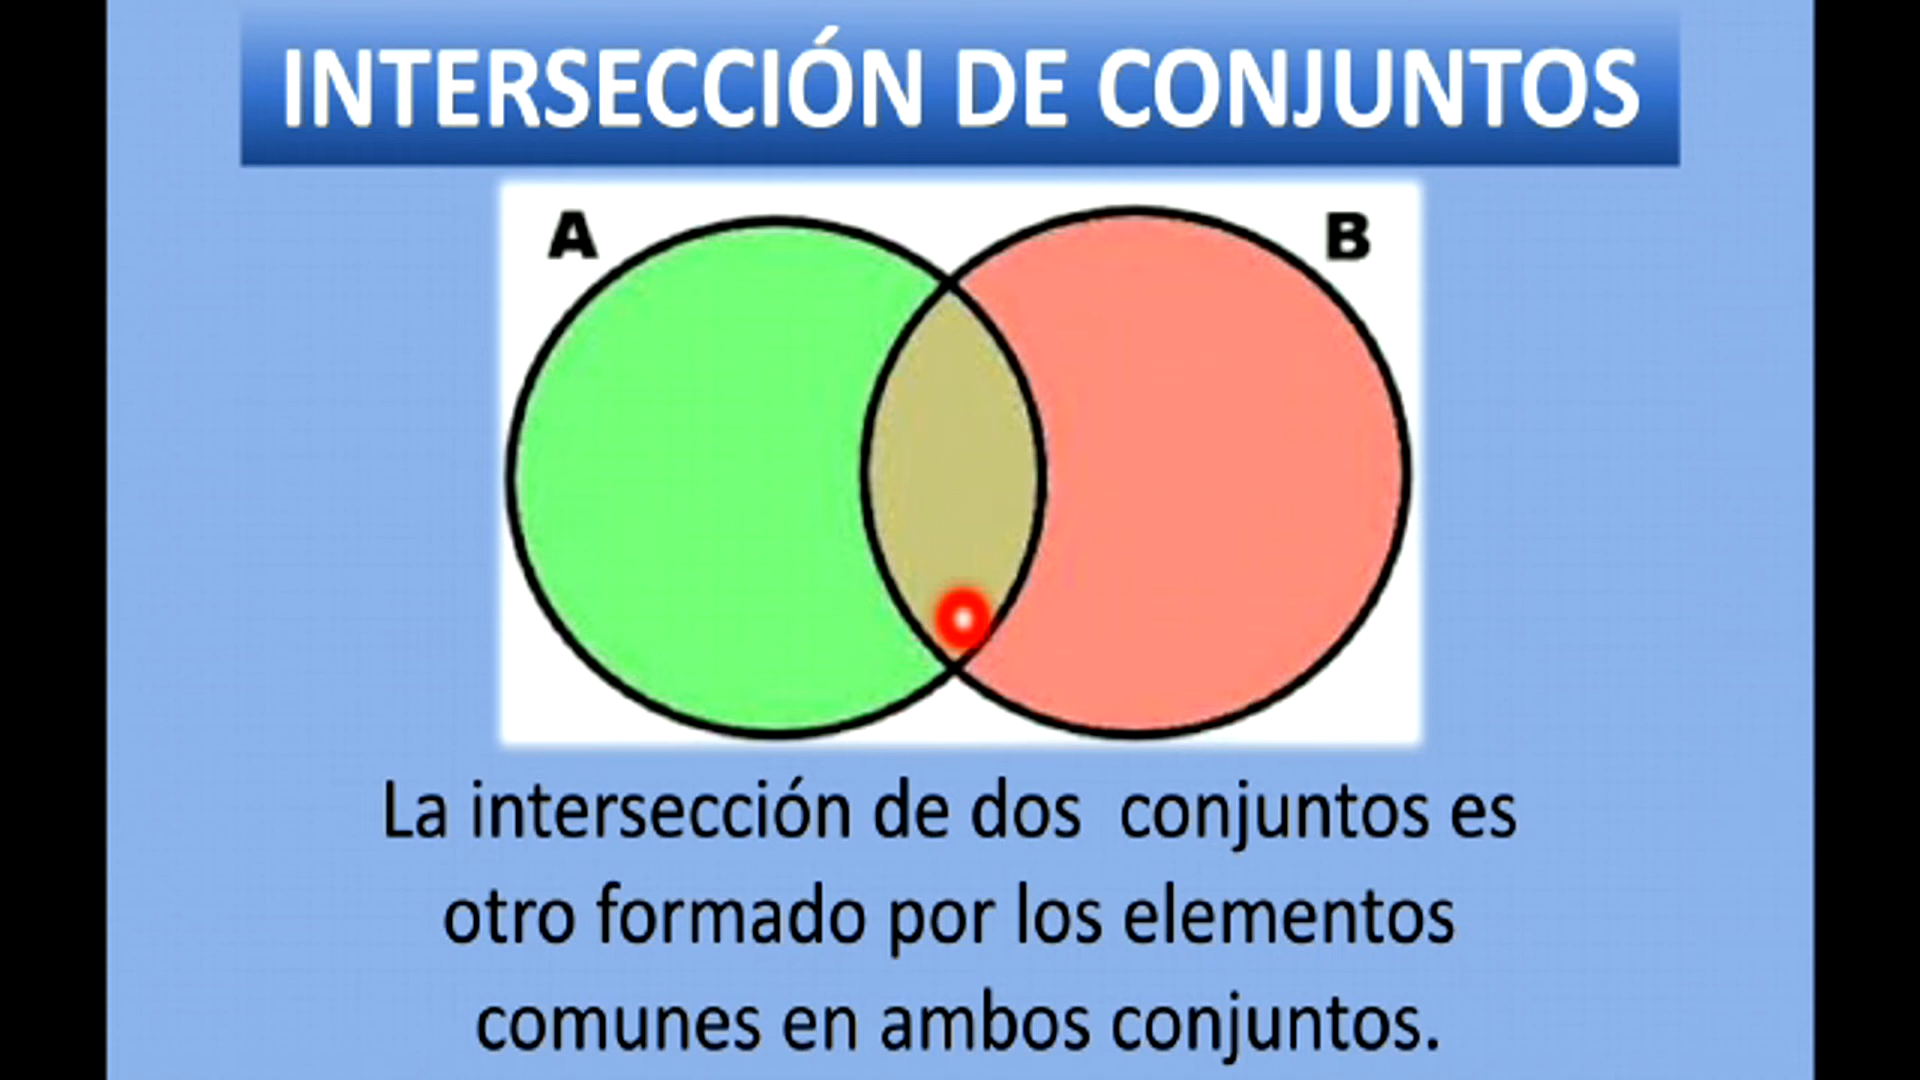 INTERSECCIÓN DE CONJUNTOS
A
B
La intersección de dos conjuntos es
otro formado por los elementos
comunes en ambos conjuntos.